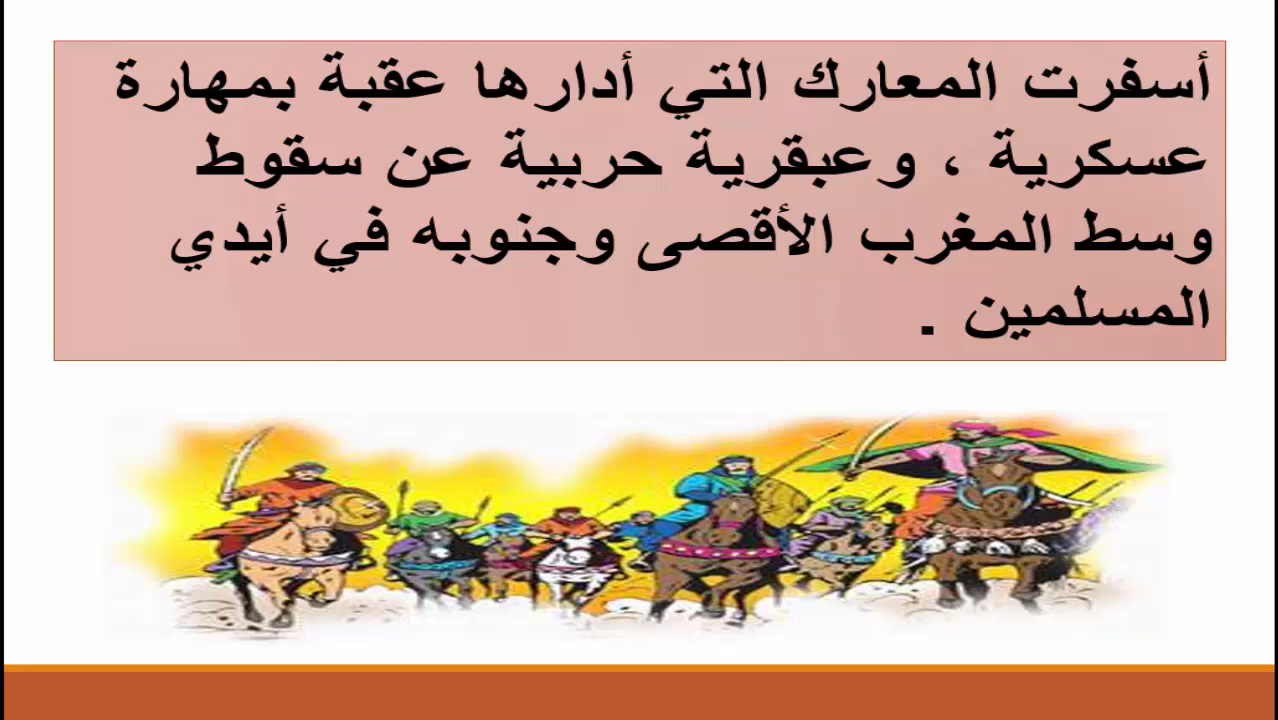 أسفرت المعارك التي أدارها عقبة بمهارة
عسكرية ، وعبقرية حربية عن سقوط
وسط المغرب الأقصى وجنوبه في أيدي
المسلمين .